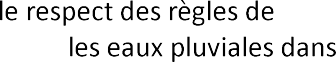 le respect des règles de
les eaux pluviales dans